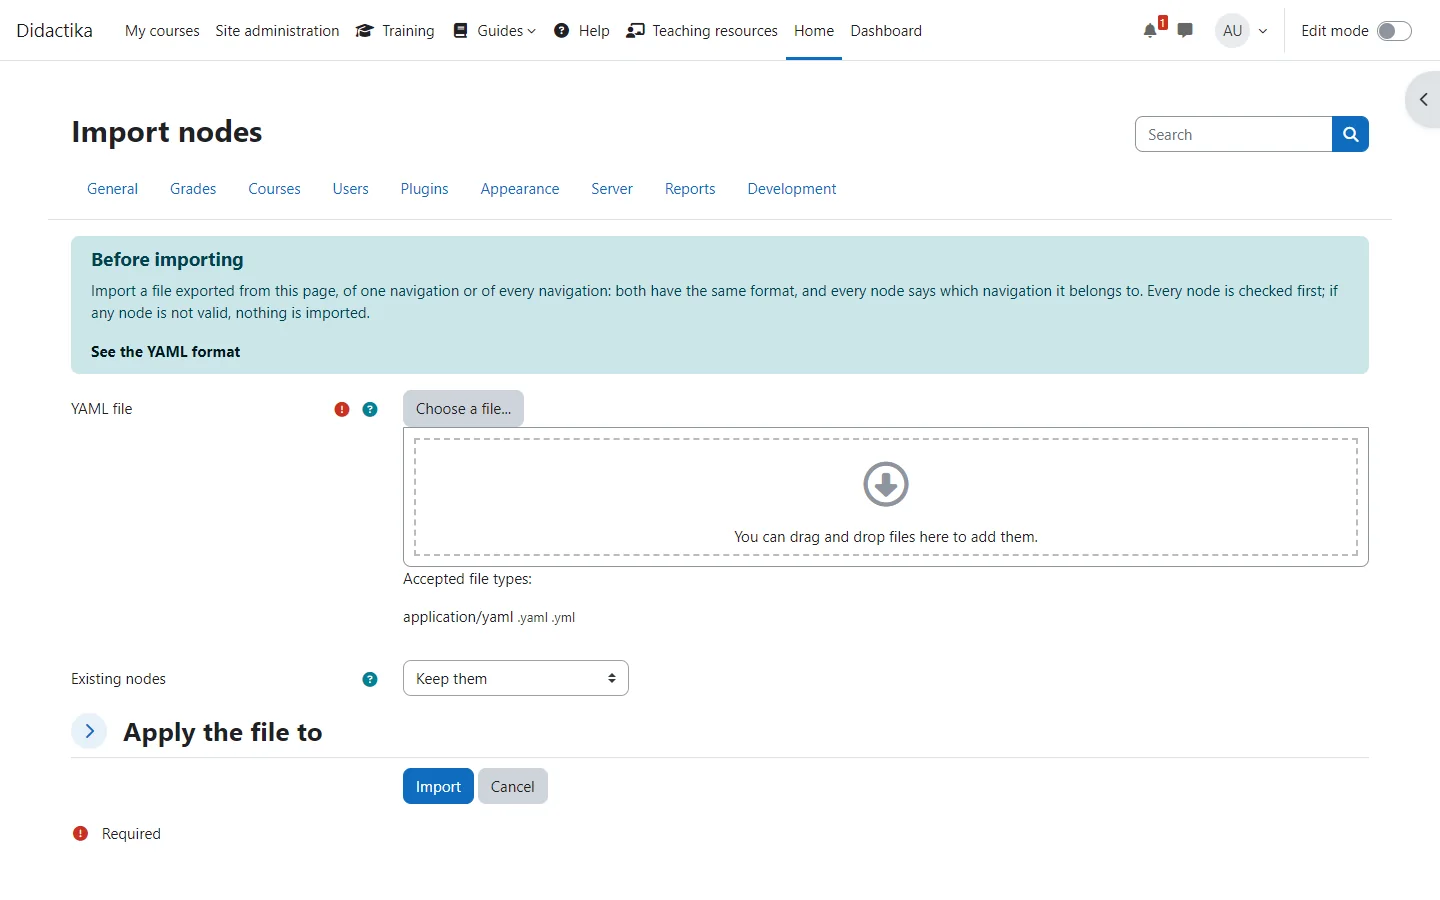 Didactika
My courses
Site administration
Training
Guides
Help
Teaching resources
Home
Dashboard
1
AU
Edit mode
Import nodes
Search
General
Grades
Courses
Users
Plugins
Appearance
Server
Reports
Development
Before importing
Import a file exported from this page, of one navigation or of every navigation: both have the same format, and every node says which navigation it belongs to. Every node is checked first; if
any node is not valid, nothing is imported.
See the YAML format
YAML file
Choose a file...
You can drag and drop files here to add them.
Accepted file types:
application/yaml .yaml .yml
Existing nodes
Keep them
Apply the file to
Import
Cancel
Required